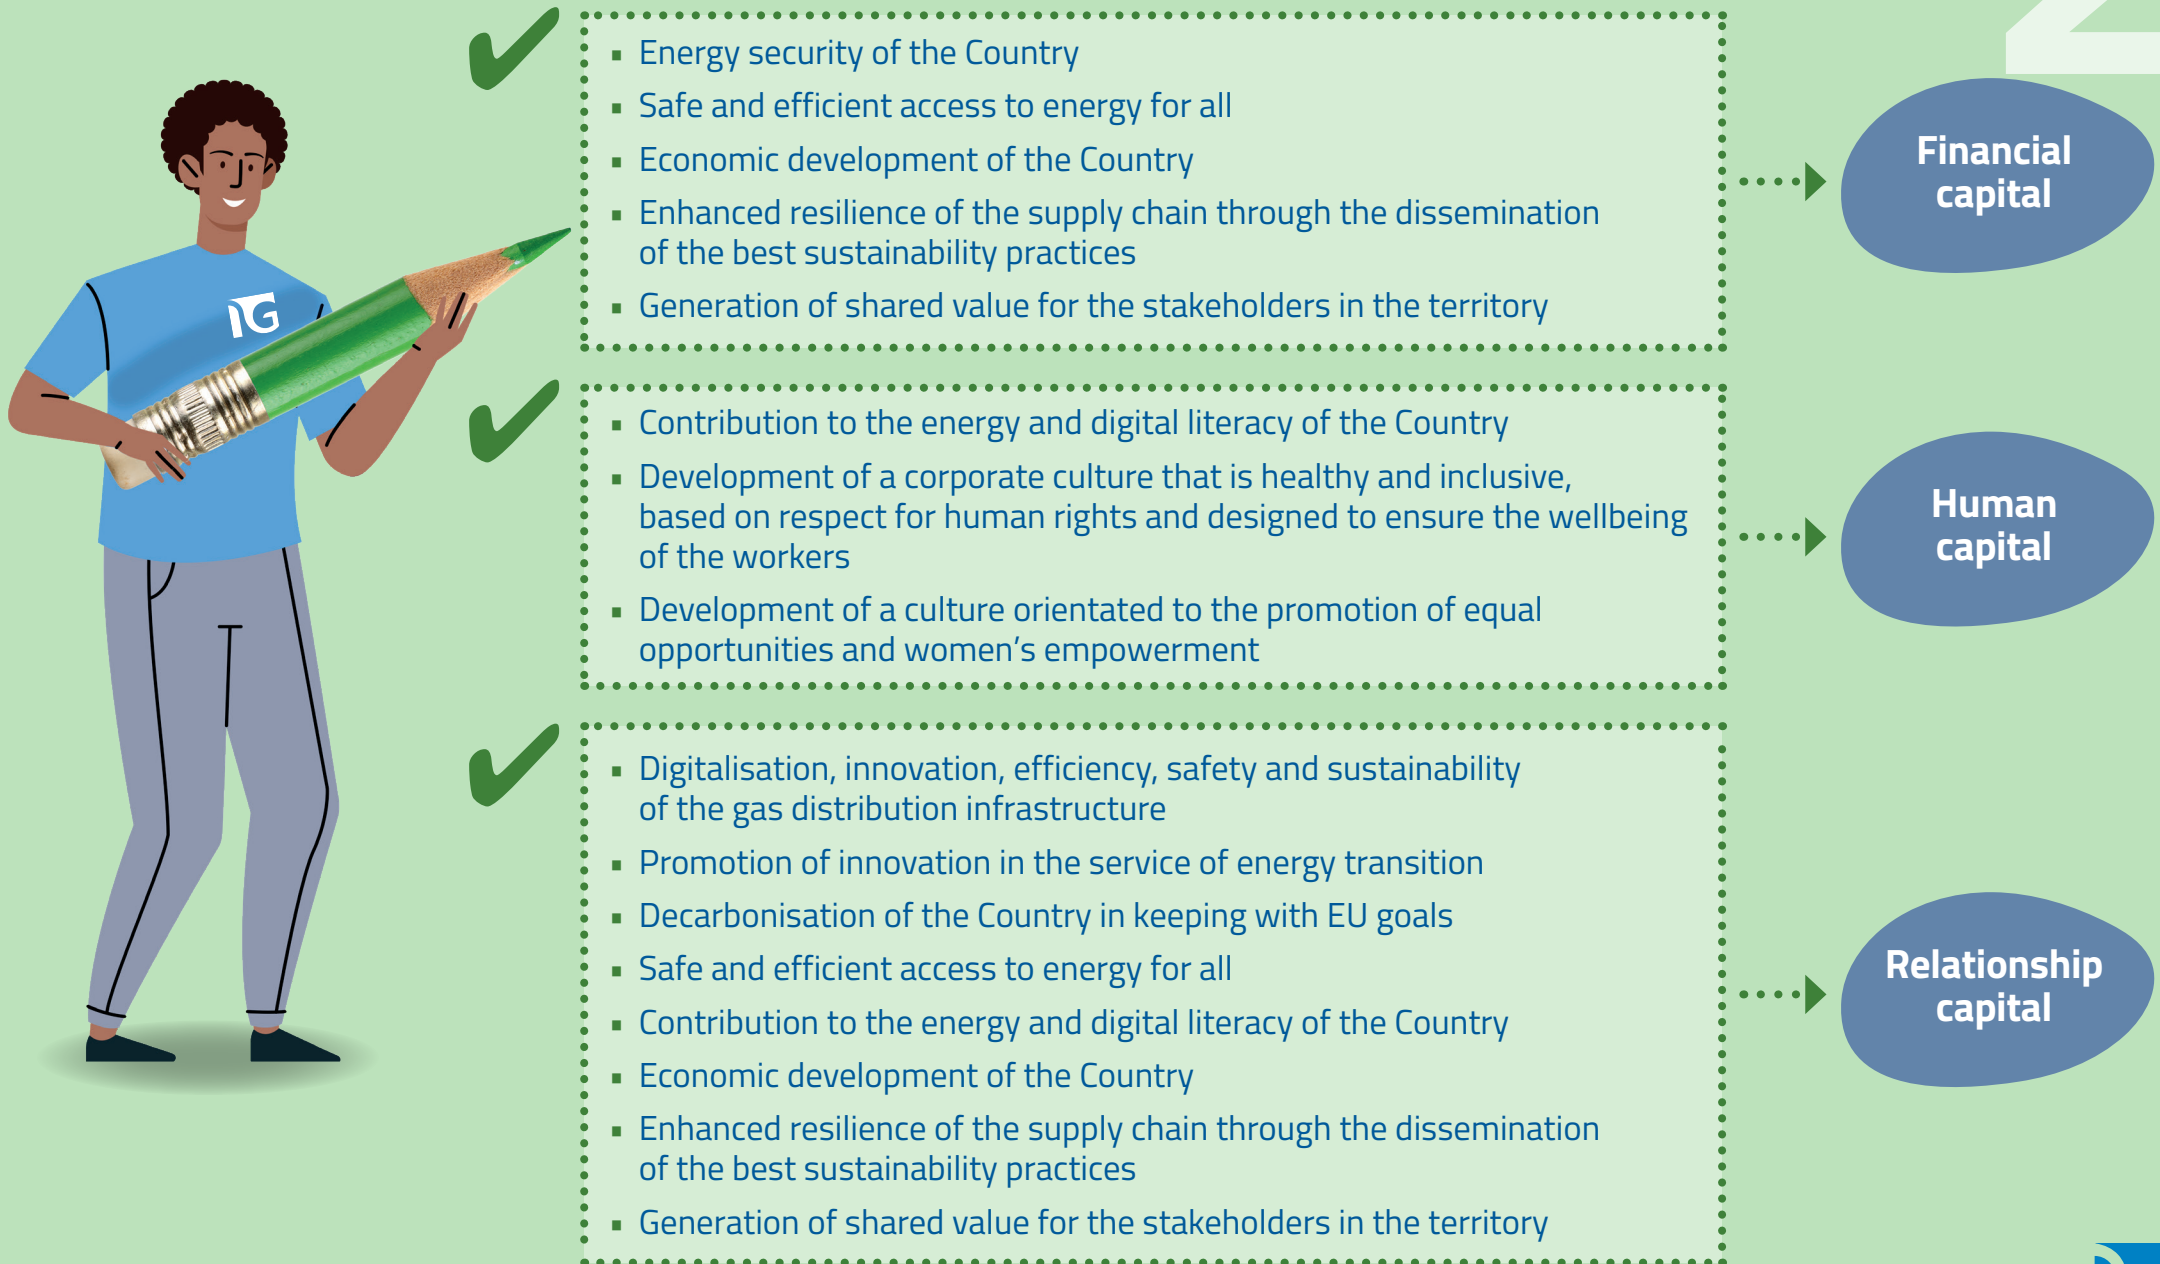 ▪ Energy security of the Country
▪ Safe and efficient access to energy for all
▪ Economic development of the Country
▪ Enhanced resilience of the supply chain through the dissemination
of the best sustainability practices
▪ Generation of shared value for the stakeholders in the territory
Financial
capital
▪ Contribution to the energy and digital literacy of the Country
▪ Development of a corporate culture that is healthy and inclusive,
based on respect for human rights and designed to ensure the wellbeing
of the workers
▪ Development of a culture orientated to the promotion of equal
opportunities and women’s empowerment
Human
capital
▪ Digitalisation, innovation, efficiency, safety and sustainability
of the gas distribution infrastructure
▪ Promotion of innovation in the service of energy transition
▪ Decarbonisation of the Country in keeping with EU goals
▪ Safe and efficient access to energy for all
▪ Contribution to the energy and digital literacy of the Country
▪ Economic development of the Country
▪ Enhanced resilience of the supply chain through the dissemination
of the best sustainability practices
▪ Generation of shared value for the stakeholders in the territory
Relationship
capital
IG